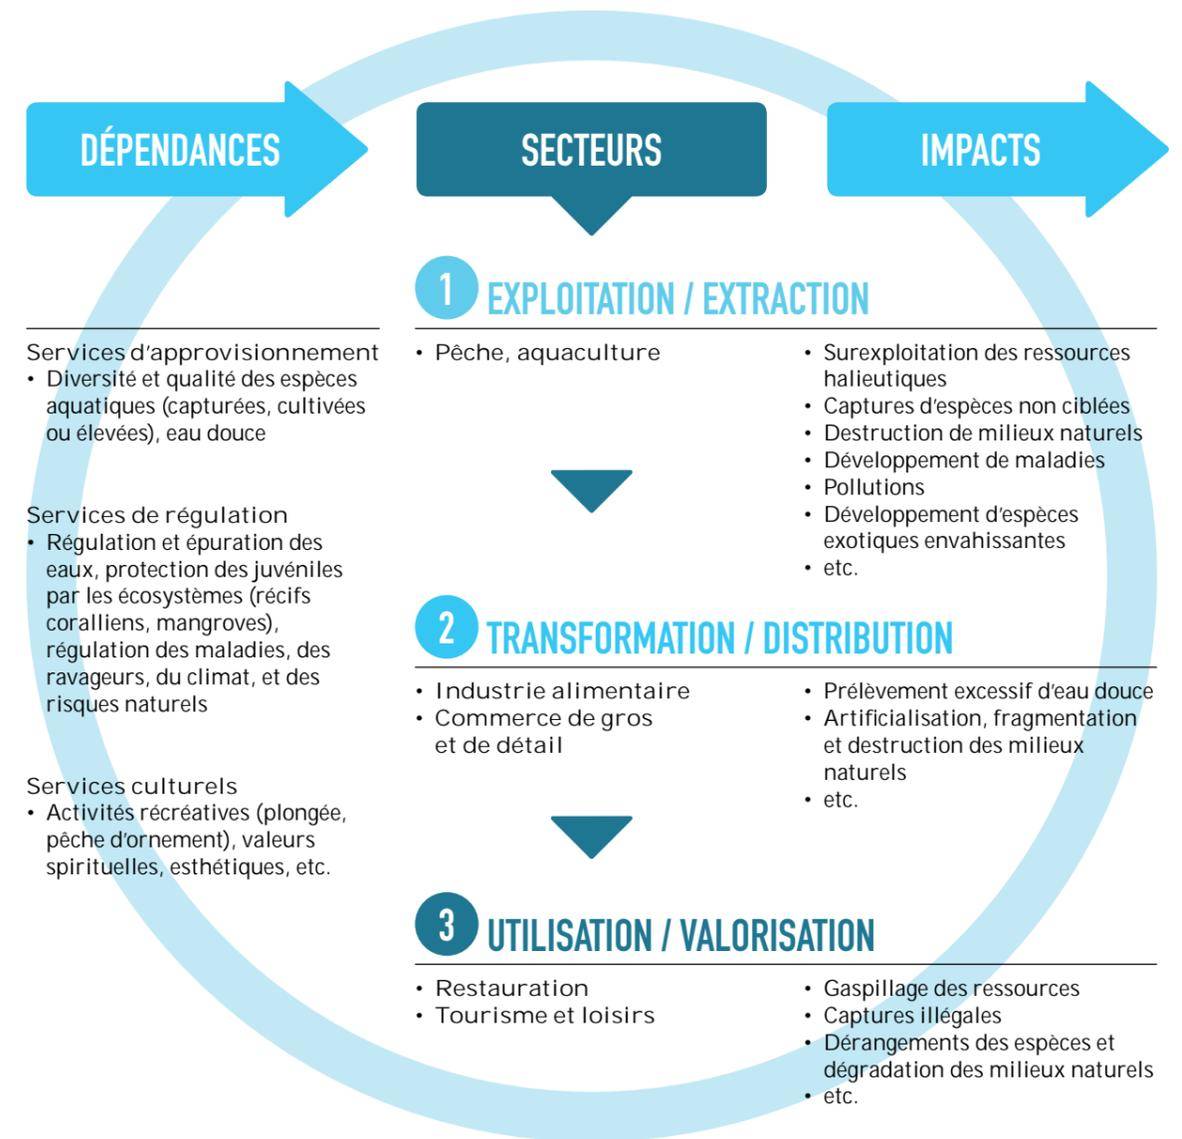 DÉPENDANCES
SECTEURS
IMPACTS
1 EXPLOITATION / EXTRACTION
Services d'approvisionnement
• Diversité et qualité des espèces
aquatiques (capturées, cultivées
ou élevées), eau douce
Services de régulation
• Régulation et épuration des
eaux, protection des juvéniles
par les écosystèmes (récifs
coralliens, mangroves),
régulation des maladies, des
ravageurs, du climat, et des
risques naturels
Services culturels
• Activités récréatives (plongée,
pêche d'ornement), valeurs
spirituelles, esthétiques, etc.
• Pêche, aquaculture
• Surexploitation des ressources
halieutiques
• Captures d'espèces non ciblées
• Destruction de milieux naturels
• Développement de maladies
• Pollutions
• Développement d'espèces
exotiques envahissantes
• etc.
2 TRANSFORMATION / DISTRIBUTION
• Industrie alimentaire
• Commerce de gros
et de détail
• Prélèvement excessif d'eau douce
• Artificialisation, fragmentation
et destruction des milieux
naturels
• etc.
3 UTILISATION / VALORISATION
• Restauration
• Tourisme et loisirs
• Gaspillage des ressources
• Captures illégales
• Dérangements des espèces et
dégradation des milieux naturels
• etc.